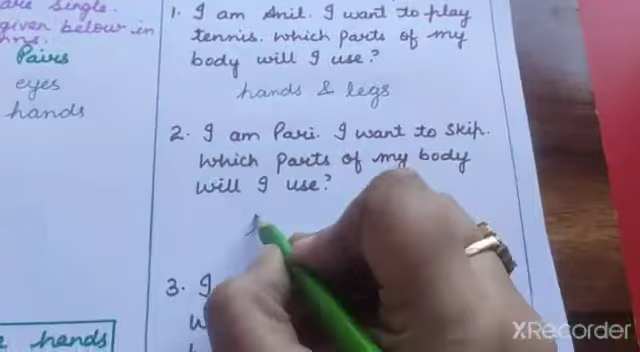 are single.
given below in
Pairs
eyes
hands
hands
1. I am Anil. I want to play
tennis. Which parts of my
body will I use?
hands & legs
2. I am Pari. I want to skip.
Which parts of my body
will I use?
3. I
XRecorder